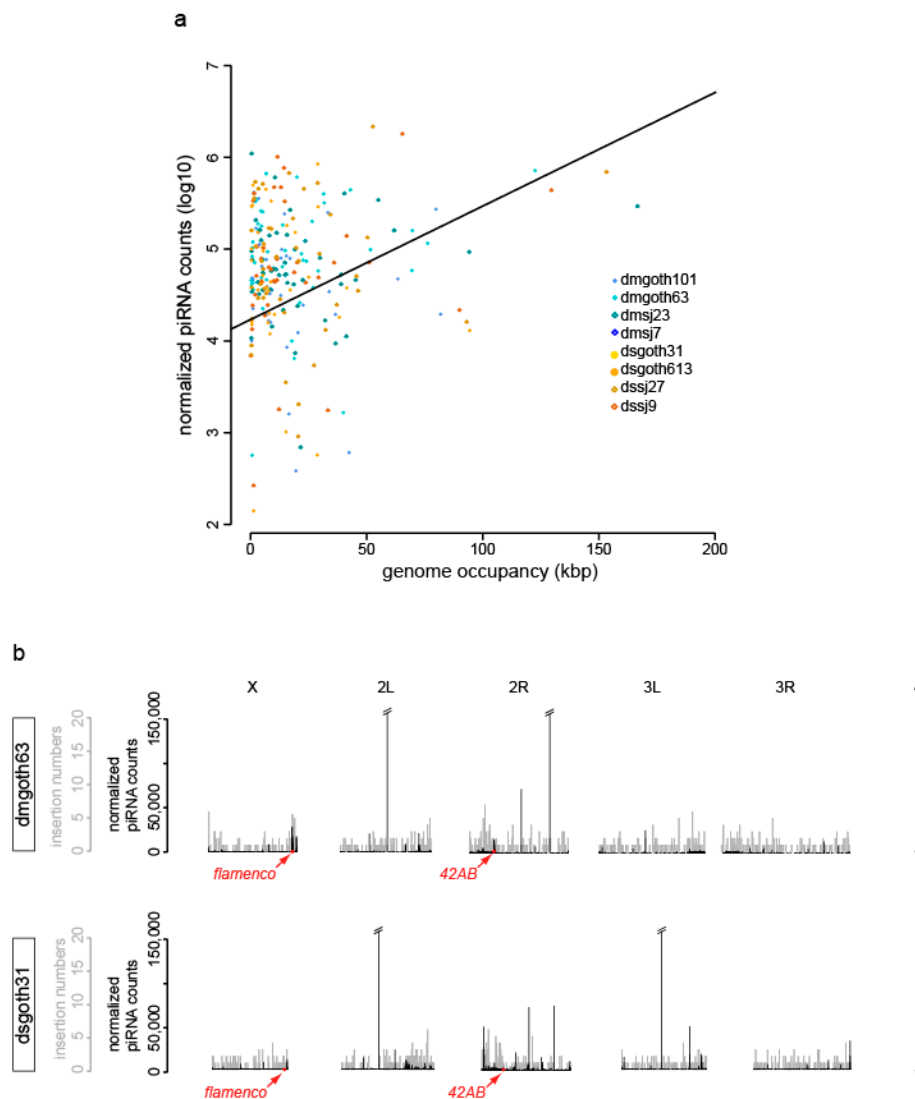 a
normalized piRNA counts (log10)
7
6
5
4
3
2
0
50
100
150
200
genome occupancy (kbp)
dmgoth101
dmgoth63
dmsj23
dmsj7
dsgoth31
dsgoth613
dssj27
dssj9
b
X
2L
2R
3L
3R
4
dmgoth63
insertion numbers
20
15
10
5
0
normalized
piRNA counts
150,000
50,000
0
flamenco
42AB
dsgoth31
insertion numbers
20
15
10
5
0
normalized
piRNA counts
150,000
50,000
0
flamenco
42AB